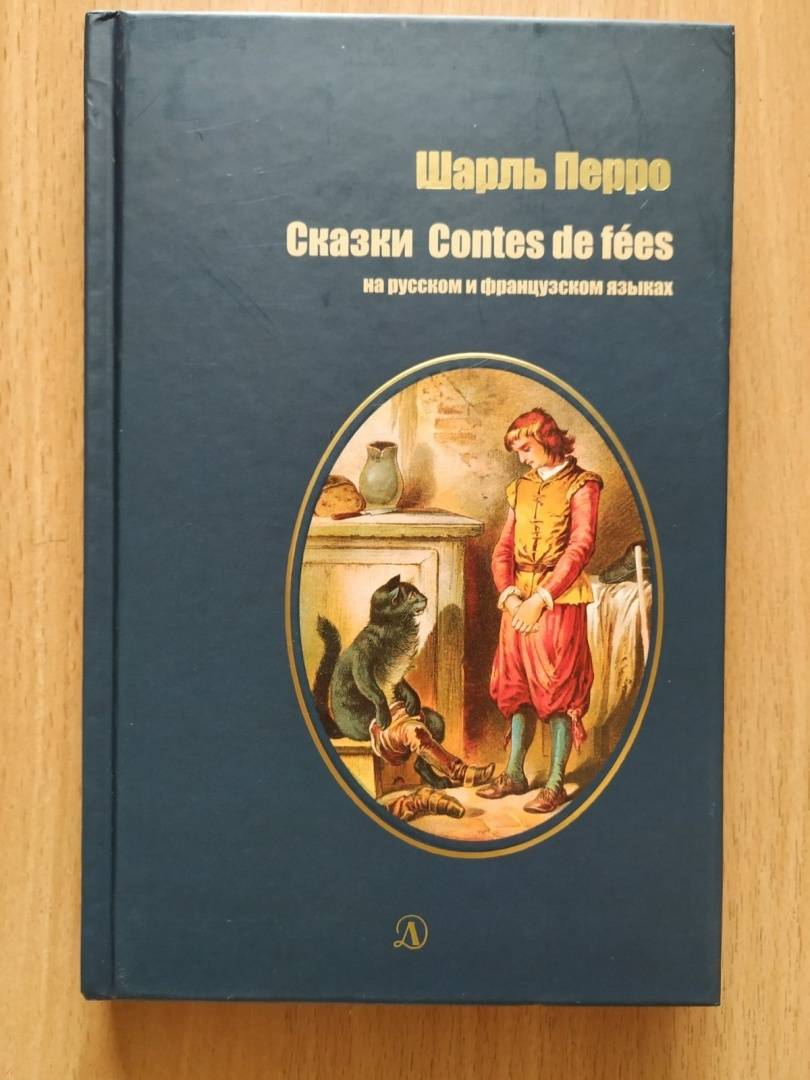 Шарль Перро
Сказки Contes de fées
на русском и французском языках